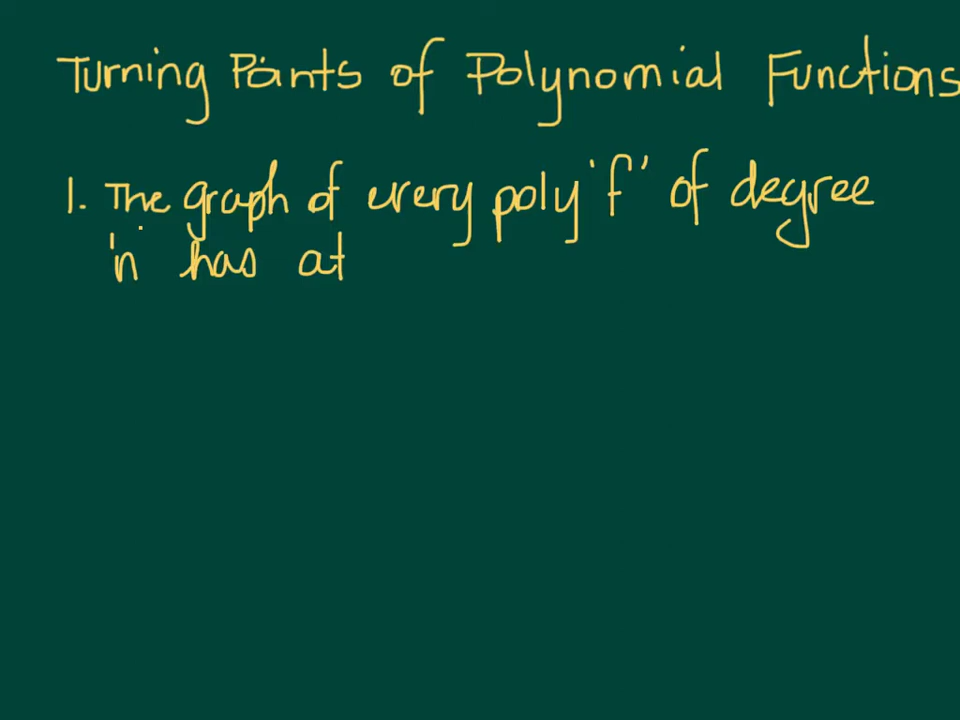 Turning Points of Polynomial Functions
1. The graph of every poly 'f' of degree
'n has at